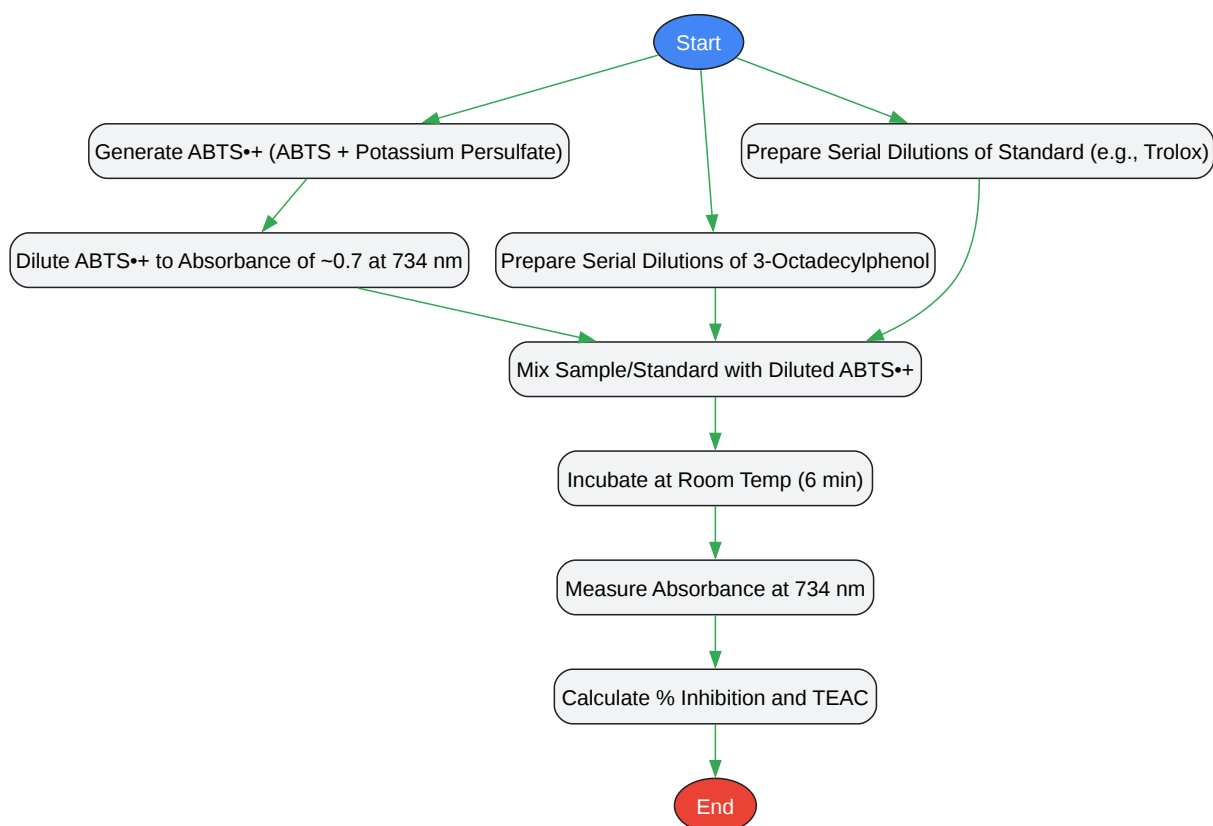 Start
Generate ABTS•+ (ABTS + Potassium Persulfate)
Prepare Serial Dilutions of Standard (e.g., Trolox)
Dilute ABTS•+ to Absorbance of ~0.7 at 734 nm
Prepare Serial Dilutions of 3-Octadecylphenol
Mix Sample/Standard with Diluted ABTS•+
Incubate at Room Temp (6 min)
Measure Absorbance at 734 nm
Calculate % Inhibition and TEAC
End